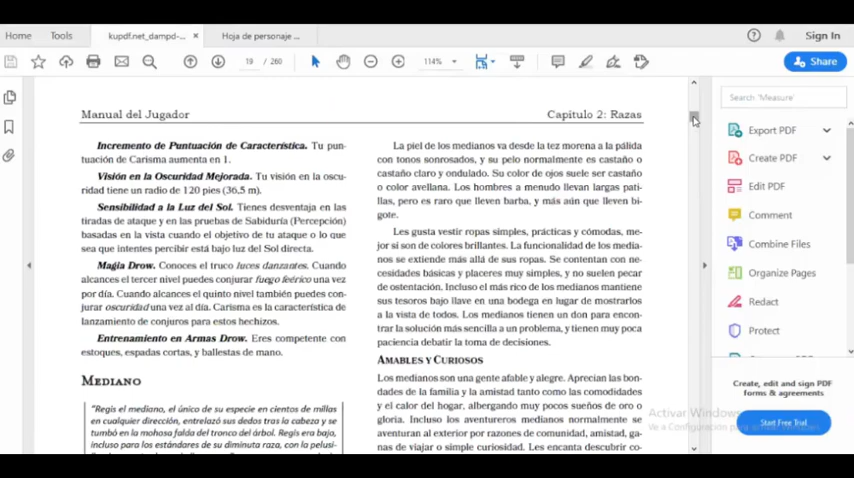 Home
Tools
kupdf.net_dampd-...
×
Hoja de personaje ...
Sign In
19 / 260
114%
Share
Manual del Jugador
Capitulo 2: Razas
Incremento de Puntuación de Característica. Tu pun-
tuación de Carisma aumenta en 1.
Visión en la Oscuridad Mejorada. Tu visión en la oscu-
ridad tiene un radio de 120 pies (36,5 m).
Sensibilidad a la Luz del Sol. Tienes desventaja en las
tiradas de ataque y en las pruebas de Sabiduría (Percepción)
basadas en la vista cuando el objetivo de tu ataque o lo que
sea que intentes percibir está bajo luz del Sol directa.
Magia Drow. Conoces el truco luces danzantes. Cuando
alcances el tercer nivel puedes conjurar fuego feérico una vez
por día. Cuando alcances el quinto nivel también puedes con-
jurar oscuridad una vez al día. Carisma es la característica de
lanzamiento de conjuros para estos hechizos.
Entrenamiento en Armas Drow. Eres competente con
estoques, espadas cortas, y ballestas de mano.
MEDIANO
"Regis el mediano, el único de su especie en cientos de millas
en cualquier dirección, entrelazó sus dedos tras la cabeza y se
tumbó en la mohosa falda del tronco del árbol. Regis era bajo,
incluso para los estándares de su diminuta raza, con la pelusi-
La piel de los medianos va desde la tez morena a la pálida
con tonos sonrosados, y su pelo normalmente es castaño o
castaño claro y ondulado. Su color de ojos suele ser castaño
o color avellana. Los hombres a menudo llevan largas pati-
llas, pero es raro que lleven barba, y más aún que lleven bi-
gote.
Les gusta vestir ropas simples, prácticas y cómodas, me-
jor si son de colores brillantes. La funcionalidad de los media-
nos se extiende más allá de sus ropas. Se contentan con ne-
cesidades básicas y placeres muy simples, y no suelen pecar
de ostentación. Incluso el más rico de los medianos mantiene
sus tesoros bajo llave en una bodega en lugar de mostrarlos
a la vista de todos. Los medianos tienen un don para encon-
trar la solución más sencilla a un problema, y tienen muy poca
paciencia debatir la toma de decisiones.
AMABLES Y CURIOSOS
Los medianos son una gente afable y alegre. Aprecian las bon-
dades de la familia y la amistad tanto como las comodidades
y el calor del hogar, albergando muy pocos sueños de oro o
gloria. Incluso los aventureros medianos normalmente se
aventuran al exterior por razones de comunidad, amistad, ga-
nas de viajar o simple curiosidad. Les encanta descubrir co-
Search 'Measure'
Export PDF
Create PDF
Edit PDF
Comment
Combine Files
Organize Pages
Redact
Protect
Create, edit and sign PDF
forms & agreements
Start Free Trial
Activar Windows
Ve a Configuración para